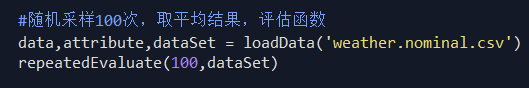 #随机采样100次，取平均结果，评估函数
data,attribute,dataSet = loadData('weather.nominal.csv')
repeatedEvaluate(100,dataSet)